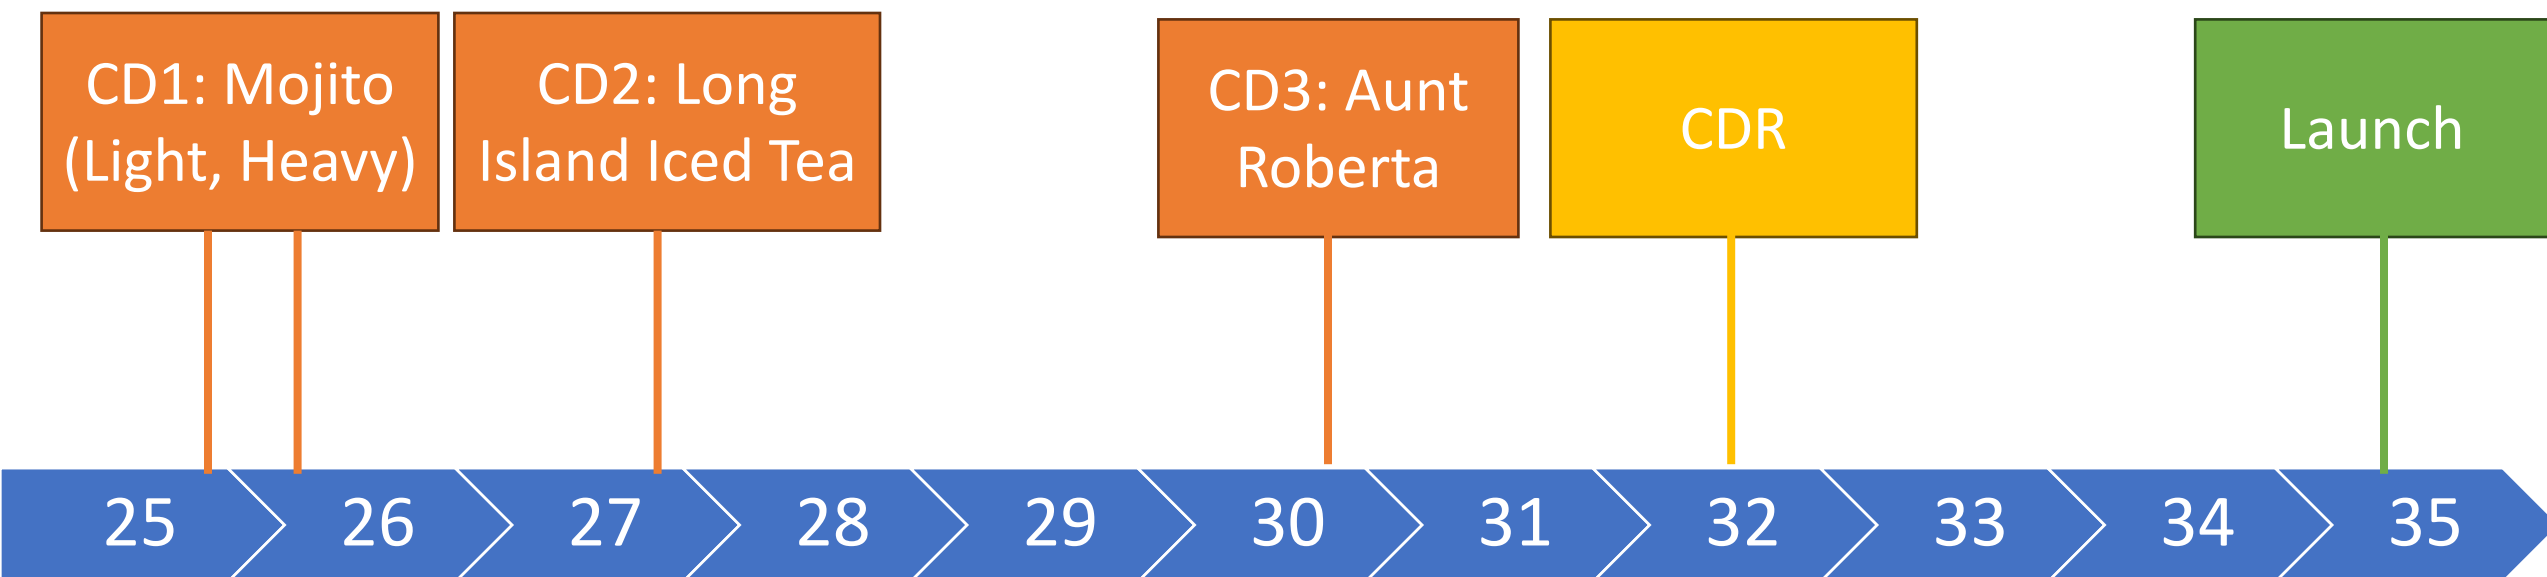 CD1: Mojito
(Light, Heavy)
CD2: Long
Island Iced Tea
CD3: Aunt
Roberta
CDR
Launch
25
26
27
28
29
30
31
32
33
34
35